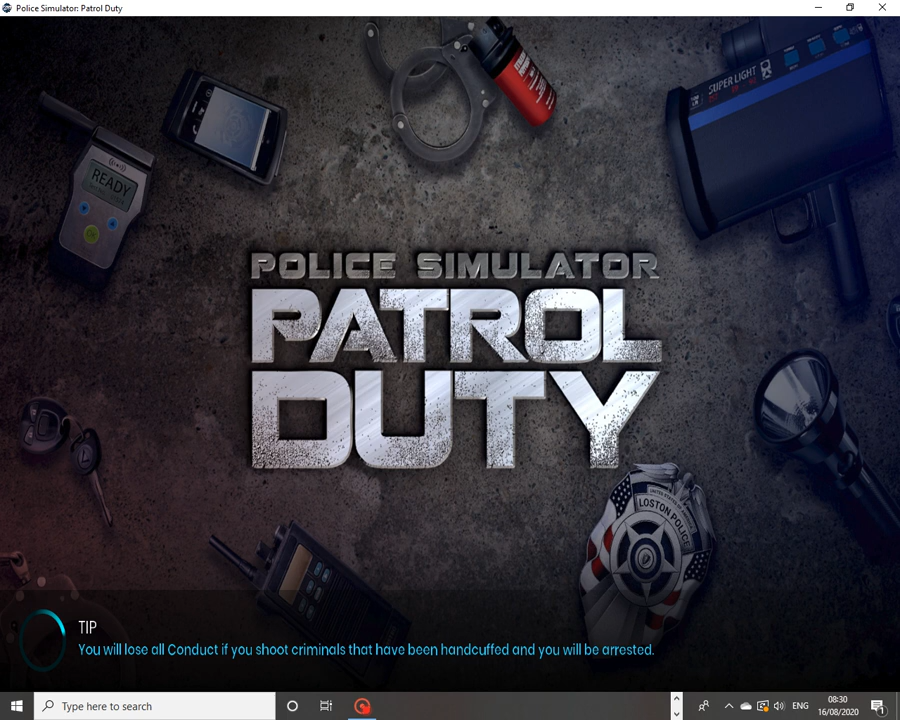 Police Simulator: Patrol Duty
SUPER LIGHT
READY
POLICE SIMULATOR
PATROL
DUTY
LOSTON POLICE
TIP
You will lose all Conduct if you shoot criminals that have been handcuffed and you will be arrested.
Type here to search
ENG
08:30
16/08/2020
1